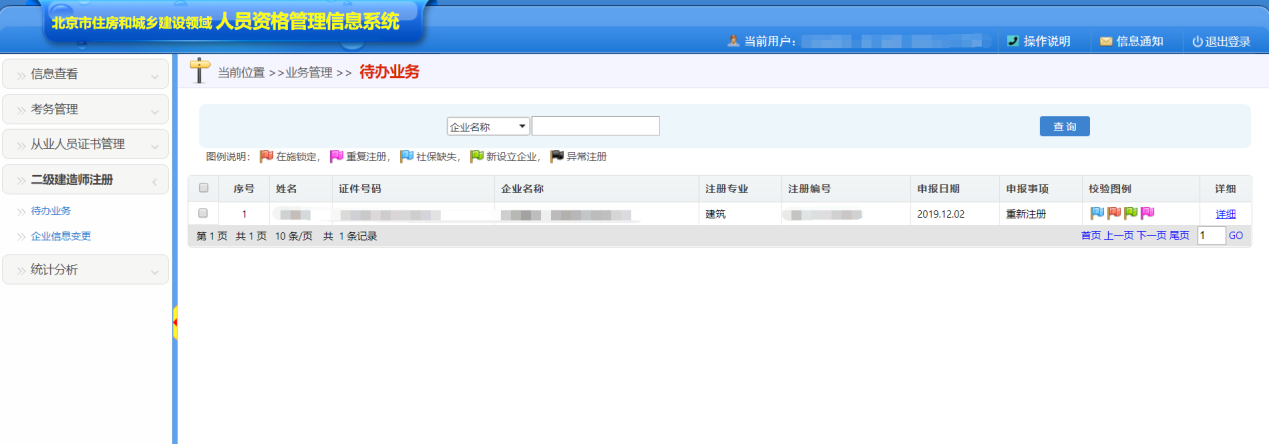 北京市住房和城乡建设领域 人员资格管理信息系统
当前用户： 操作说明 信息通知 退出登录
信息查看
考务管理
从业人员证书管理
二级建造师注册
待办业务
企业信息变更
统计分析
当前位置 >>业务管理 >> 待办业务
企业名称 查 询
图例说明： 在施锁定， 重复注册， 社保缺失， 新设立企业， 异常注册
序号 姓名 证件号码 企业名称 注册专业 注册编号 申报日期 申报事项 校验图例 详细
1 建筑 2019.12.02 重新注册 详细
第 1 页 共 1 页 10 条/页 共 1 条记录 首页 上一页 下一页 尾页 1 GO